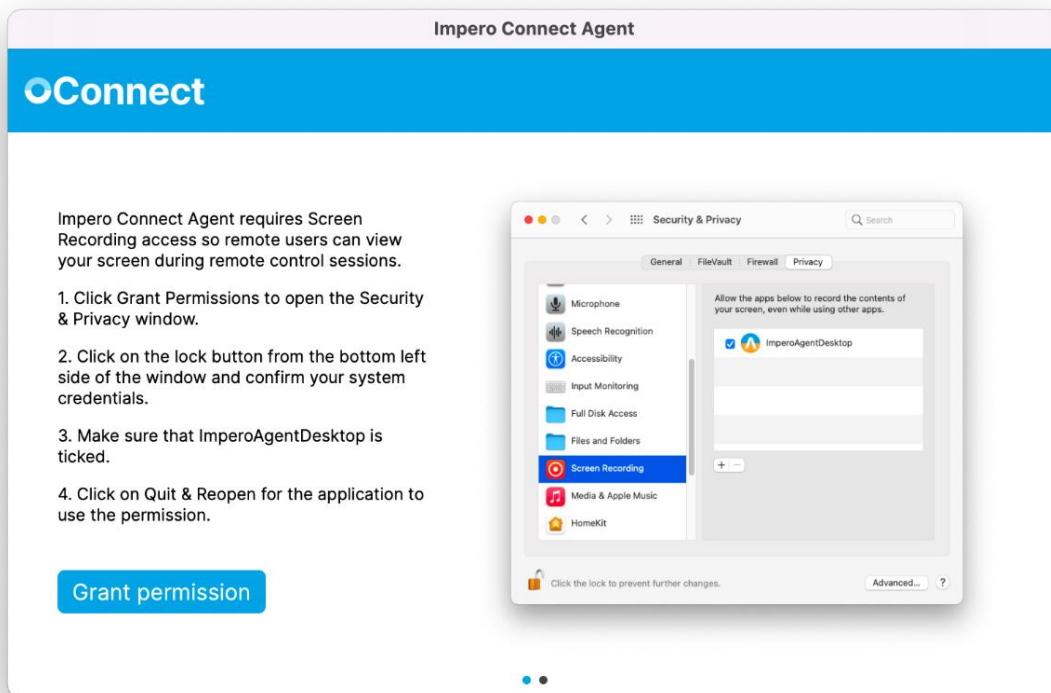 Impero Connect Agent
Connect
Impero Connect Agent requires Screen
Recording access so remote users can view
your screen during remote control sessions.
1. Click Grant Permissions to open the Security
& Privacy window.
2. Click on the lock button from the bottom left
side of the window and confirm your system
credentials.
3. Make sure that ImperoAgentDesktop is
ticked.
4. Click on Quit & Reopen for the application to
use the permission.
Grant permission
Security & Privacy
Search
General FileVault Firewall Privacy
Microphone
Speech Recognition
Accessibility
Input Monitoring
Full Disk Access
Files and Folders
Screen Recording
Media & Apple Music
HomeKit
Allow the apps below to record the contents of
your screen, even while using other apps.
ImperoAgentDesktop
Click the lock to prevent further changes.
Advanced... ?